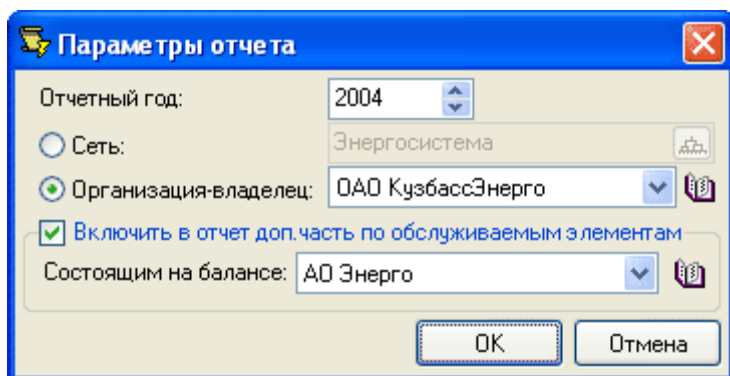 Параметры отчета
Отчетный год: 2004
Сеть: Энергосистема
Организация-владелец: ОАО КузбассЭнерго
Включить в отчет доп.часть по обслуживаемым элементам
Состоящим на балансе: АО Энерго
OK Отмена